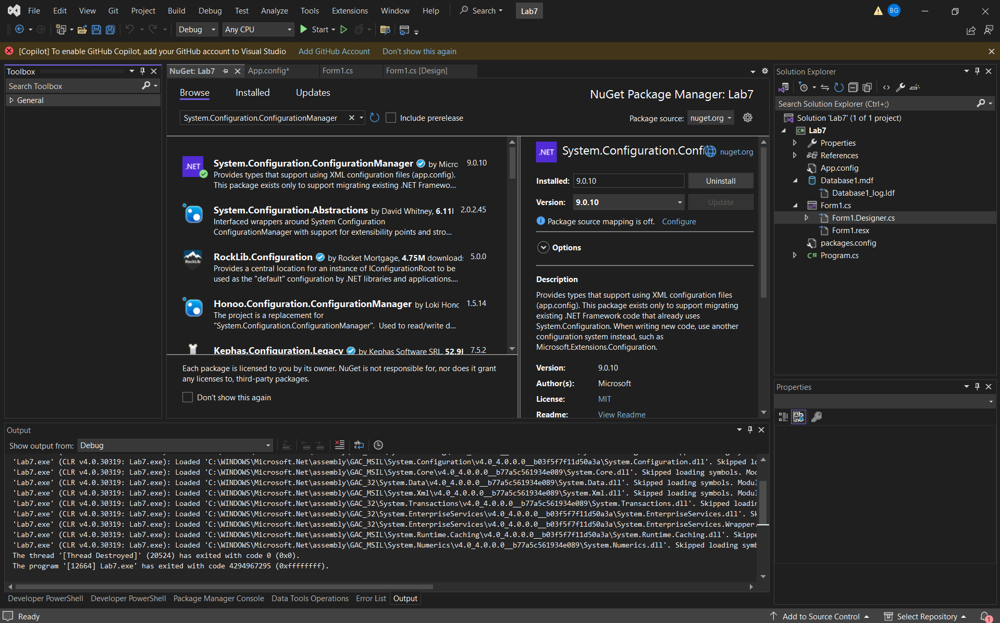 File Edit View Git Project Build Debug Test Analyze Tools Extensions Window Help Search Lab7 BG
Debug Any CPU Start
[Copilot] To enable GitHub Copilot, add your GitHub account to Visual Studio Add GitHub Account Don't show this again
Toolbox
Search Toolbox
General
NuGet: Lab7 App.config* Form1.cs Form1.cs [Design]
Browse Installed Updates
NuGet Package Manager: Lab7
System.Configuration.ConfigurationManager
Include prerelease
Package source: nuget.org
.NET
System.Configuration.ConfigurationManager by Micro 9.0.10
Provides types that support using XML configuration files (app.config).
This package exists only to support migrating existing .NET Framewo...
System.Configuration.Abstractions by David Whitney, 6.11 2.0.2.45
Interfaced wrappers around System Configuration
ConfigurationManager with support for extensibility points and stro...
RockLib
RockLib.Configuration by Rocket Mortgage, 4.75M downloads 5.0.0
Provides a central location for an instance of IConfigurationRoot to be
used as the "default" configuration by .NET libraries and applications....
Honoo.Configuration.ConfigurationManager by Loki Honc 1.5.14
The project is a replacement for
"System.Configuration.ConfigurationManager". Used to read/write d...
Kephas.Configuration.Legacy by Kephas Software SRL, 52.9 7.5.2
Each package is licensed to you by its owner. NuGet is not responsible for, nor does it grant
any licenses to, third-party packages.
Don't show this again
.NET System.Configuration.Conf nuget.org
Installed: 9.0.10 Uninstall
Version: 9.0.10 Update
Package source mapping is off. Configure
Options
Description
Provides types that support using XML configuration files
(app.config). This package exists only to support migrating
existing .NET Framework code that already uses
System.Configuration. When writing new code, use another
configuration system instead, such as
Microsoft.Extensions.Configuration.
Version: 9.0.10
Author(s): Microsoft
License: MIT
Readme: View Readme
Solution Explorer
Search Solution Explorer (Ctrl+;)
Solution 'Lab7' (1 of 1 project)
C# Lab7
Properties
References
App.config
Database1.mdf
Database1_log.ldf
Form1.cs
Form1.Designer.cs
Form1.resx
packages.config
C# Program.cs
Properties
Output
Show output from: Debug
'Lab7.exe' (CLR v4.0.30319: Lab7.exe): Loaded 'C:\WINDOWS\Microsoft.Net\assembly\GAC_MSIL\System.Configuration\v4.0_4.0.0.0__b03f5f7f11d50a3a\System.Configuration.dll'. Skipped lo
'Lab7.exe' (CLR v4.0.30319: Lab7.exe): Loaded 'C:\WINDOWS\Microsoft.Net\assembly\GAC_MSIL\System.Core\v4.0_4.0.0.0__b77a5c561934e089\System.Core.dll'. Skipped loading symbols. Mod
'Lab7.exe' (CLR v4.0.30319: Lab7.exe): Loaded 'C:\WINDOWS\Microsoft.Net\assembly\GAC_32\System.Data\v4.0_4.0.0.0__b77a5c561934e089\System.Data.dll'. Skipped loading symbols. Modul
'Lab7.exe' (CLR v4.0.30319: Lab7.exe): Loaded 'C:\WINDOWS\Microsoft.Net\assembly\GAC_MSIL\System.Xml\v4.0_4.0.0.0__b77a5c561934e089\System.Xml.dll'. Skipped loading symbols. Modul
'Lab7.exe' (CLR v4.0.30319: Lab7.exe): Loaded 'C:\WINDOWS\Microsoft.Net\assembly\GAC_32\System.Transactions\v4.0_4.0.0.0__b77a5c561934e089\System.Transactions.dll'. Skipped loadin
'Lab7.exe' (CLR v4.0.30319: Lab7.exe): Loaded 'C:\WINDOWS\Microsoft.Net\assembly\GAC_32\System.EnterpriseServices\v4.0_4.0.0.0__b03f5f7f11d50a3a\System.EnterpriseServices.dll'. Sk
'Lab7.exe' (CLR v4.0.30319: Lab7.exe): Loaded 'C:\WINDOWS\Microsoft.Net\assembly\GAC_32\System.EnterpriseServices\v4.0_4.0.0.0__b03f5f7f11d50a3a\System.EnterpriseServices.Wrapper.
'Lab7.exe' (CLR v4.0.30319: Lab7.exe): Loaded 'C:\WINDOWS\Microsoft.Net\assembly\GAC_MSIL\System.Runtime.Caching\v4.0_4.0.0.0__b03f5f7f11d50a3a\System.Runtime.Caching.dll'. Skippe
'Lab7.exe' (CLR v4.0.30319: Lab7.exe): Loaded 'C:\WINDOWS\Microsoft.Net\assembly\GAC_MSIL\System.Numerics\v4.0_4.0.0.0__b77a5c561934e089\System.Numerics.dll'. Skipped loading symb
The thread '[Thread Destroyed]' (20524) has exited with code 0 (0x0).
The program '[12664] Lab7.exe' has exited with code 4294967295 (0xffffffff).
Developer PowerShell Developer PowerShell Package Manager Console Data Tools Operations Error List Output
Ready Add to Source Control Select Repository 1